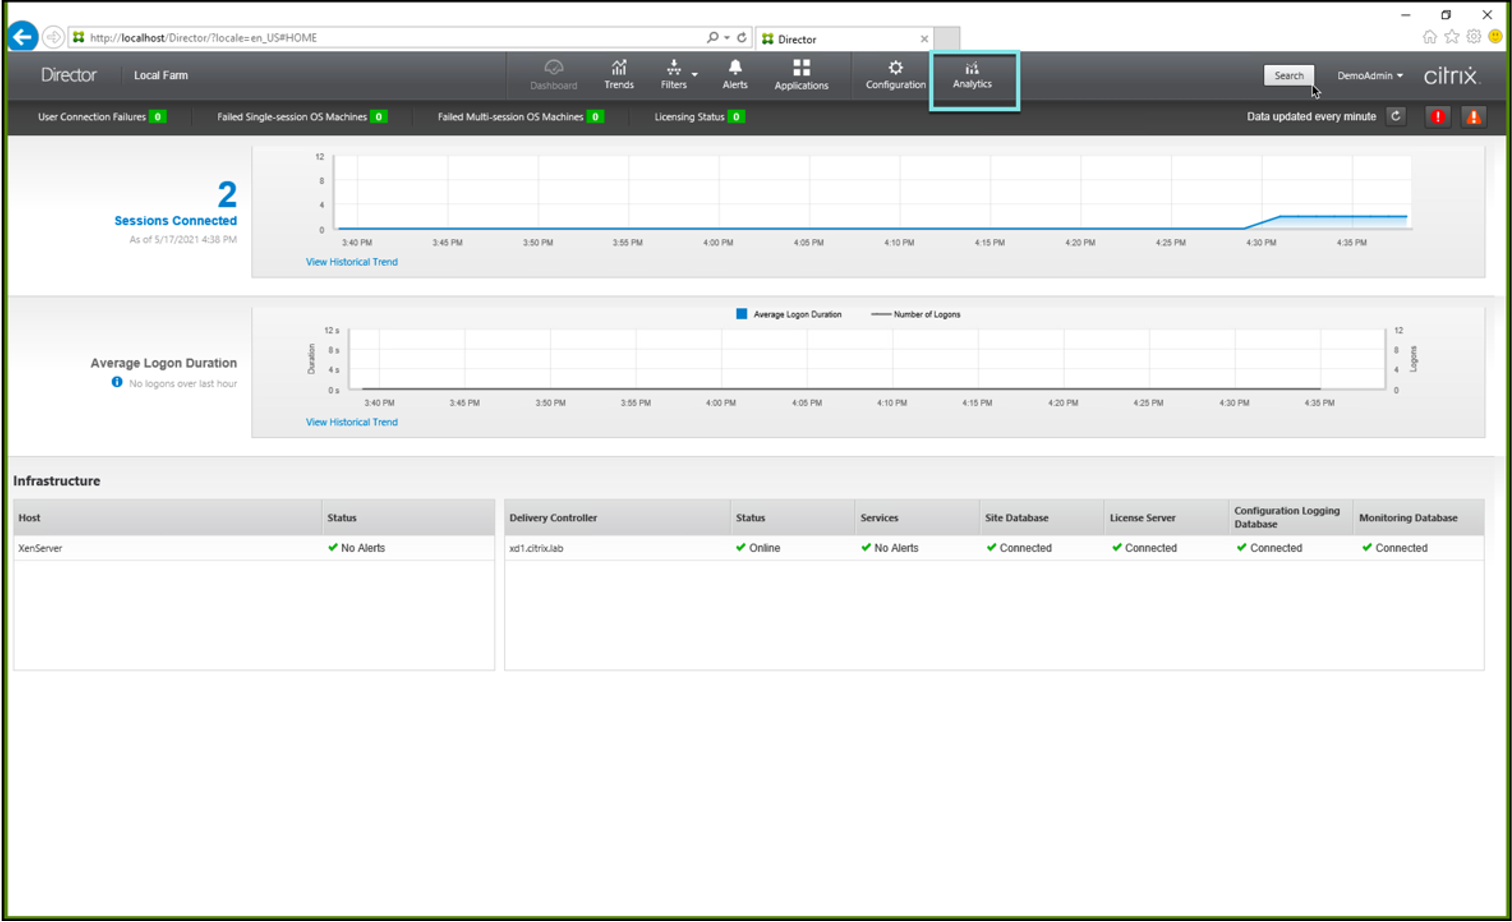 http://localhost/Director/?locale=en_US#HOME
Director
Director
Local Farm
Dashboard
Trends
Filters
Alerts
Applications
Configuration
Analytics
Search
DemoAdmin
citrix
User Connection Failures 0
Failed Single-session OS Machines 0
Failed Multi-session OS Machines 0
Licensing Status 0
Data updated every minute
2
Sessions Connected
As of 5/17/2021 4:38 PM
12
8
4
0
3:40 PM 3:45 PM 3:50 PM 3:55 PM 4:00 PM 4:05 PM 4:10 PM 4:15 PM 4:20 PM 4:25 PM 4:30 PM 4:35 PM
View Historical Trend
Average Logon Duration
No logons over last hour
Average Logon Duration Number of Logons
Duration
12 s
8 s
4 s
0 s
12
8
4
0
Logons
3:40 PM 3:45 PM 3:50 PM 3:55 PM 4:00 PM 4:05 PM 4:10 PM 4:15 PM 4:20 PM 4:25 PM 4:30 PM 4:35 PM
View Historical Trend
Infrastructure
Host Status
XenServer No Alerts
Delivery Controller Status Services Site Database License Server Configuration Logging Database Monitoring Database
xd1.citrix.lab Online No Alerts Connected Connected Connected Connected